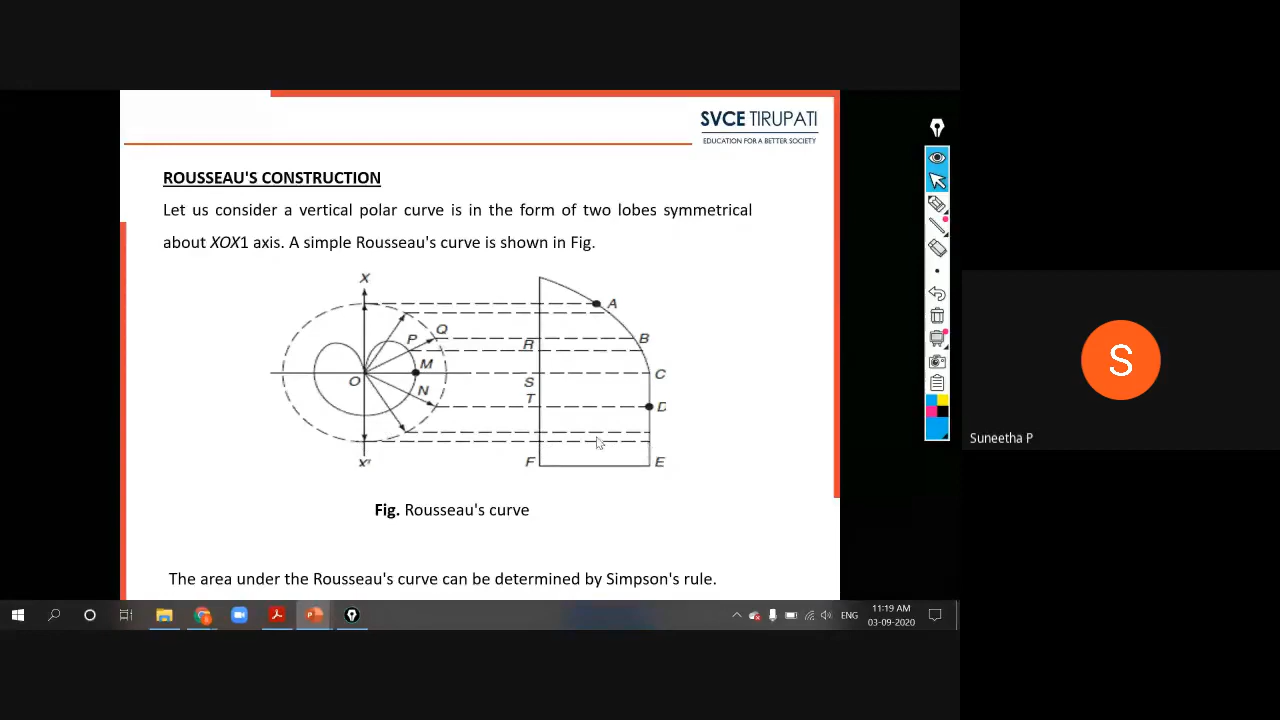 SVCE TIRUPATI
EDUCATION FOR A BETTER SOCIETY
ROUSSEAU'S CONSTRUCTION
Let us consider a vertical polar curve is in the form of two lobes symmetrical
about XOX1 axis. A simple Rousseau's curve is shown in Fig.
X
A
Q
P
R
B
M
O
S
C
N
T
D
X'
F
E
Fig. Rousseau's curve
S
Suneetha P
The area under the Rousseau's curve can be determined by Simpson's rule.
ENG
11:19 AM
03-09-2020